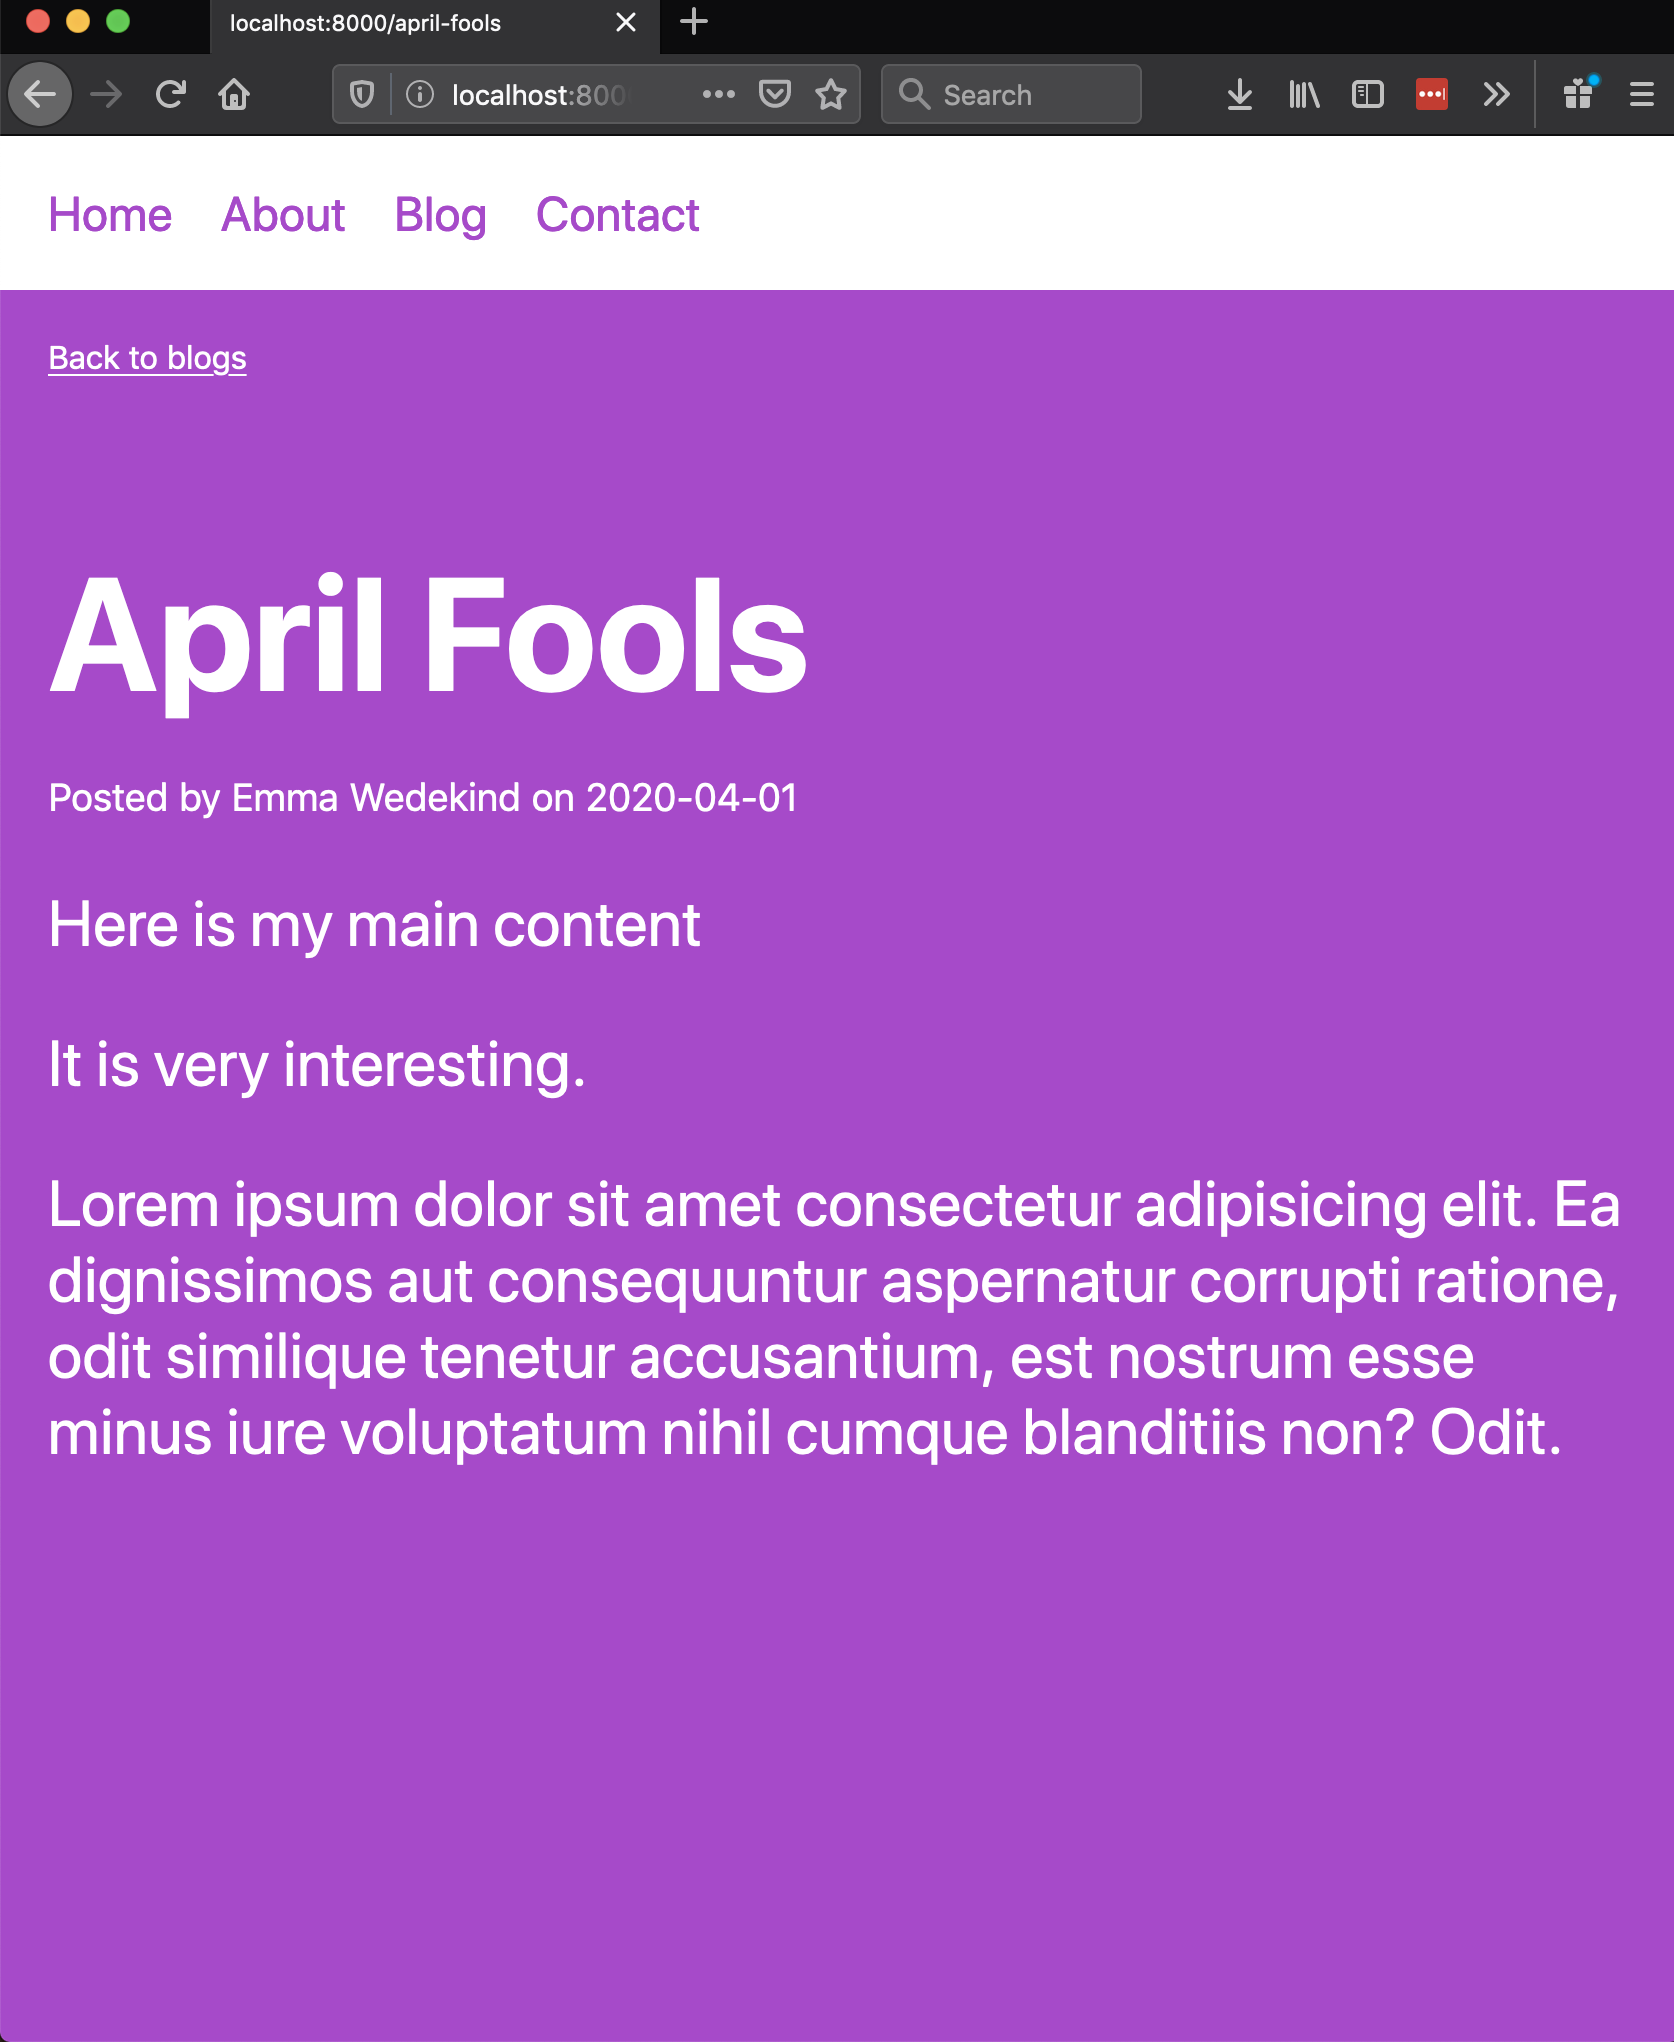 localhost:8000/april-fools
localhost:800
Search
Home About Blog Contact
Back to blogs
April Fools
Posted by Emma Wedekind on 2020-04-01
Here is my main content
It is very interesting.
Lorem ipsum dolor sit amet consectetur adipisicing elit. Ea
dignissimos aut consequuntur aspernatur corrupti ratione,
odit similique tenetur accusantium, est nostrum esse
minus iure voluptatum nihil cumque blanditiis non? Odit.